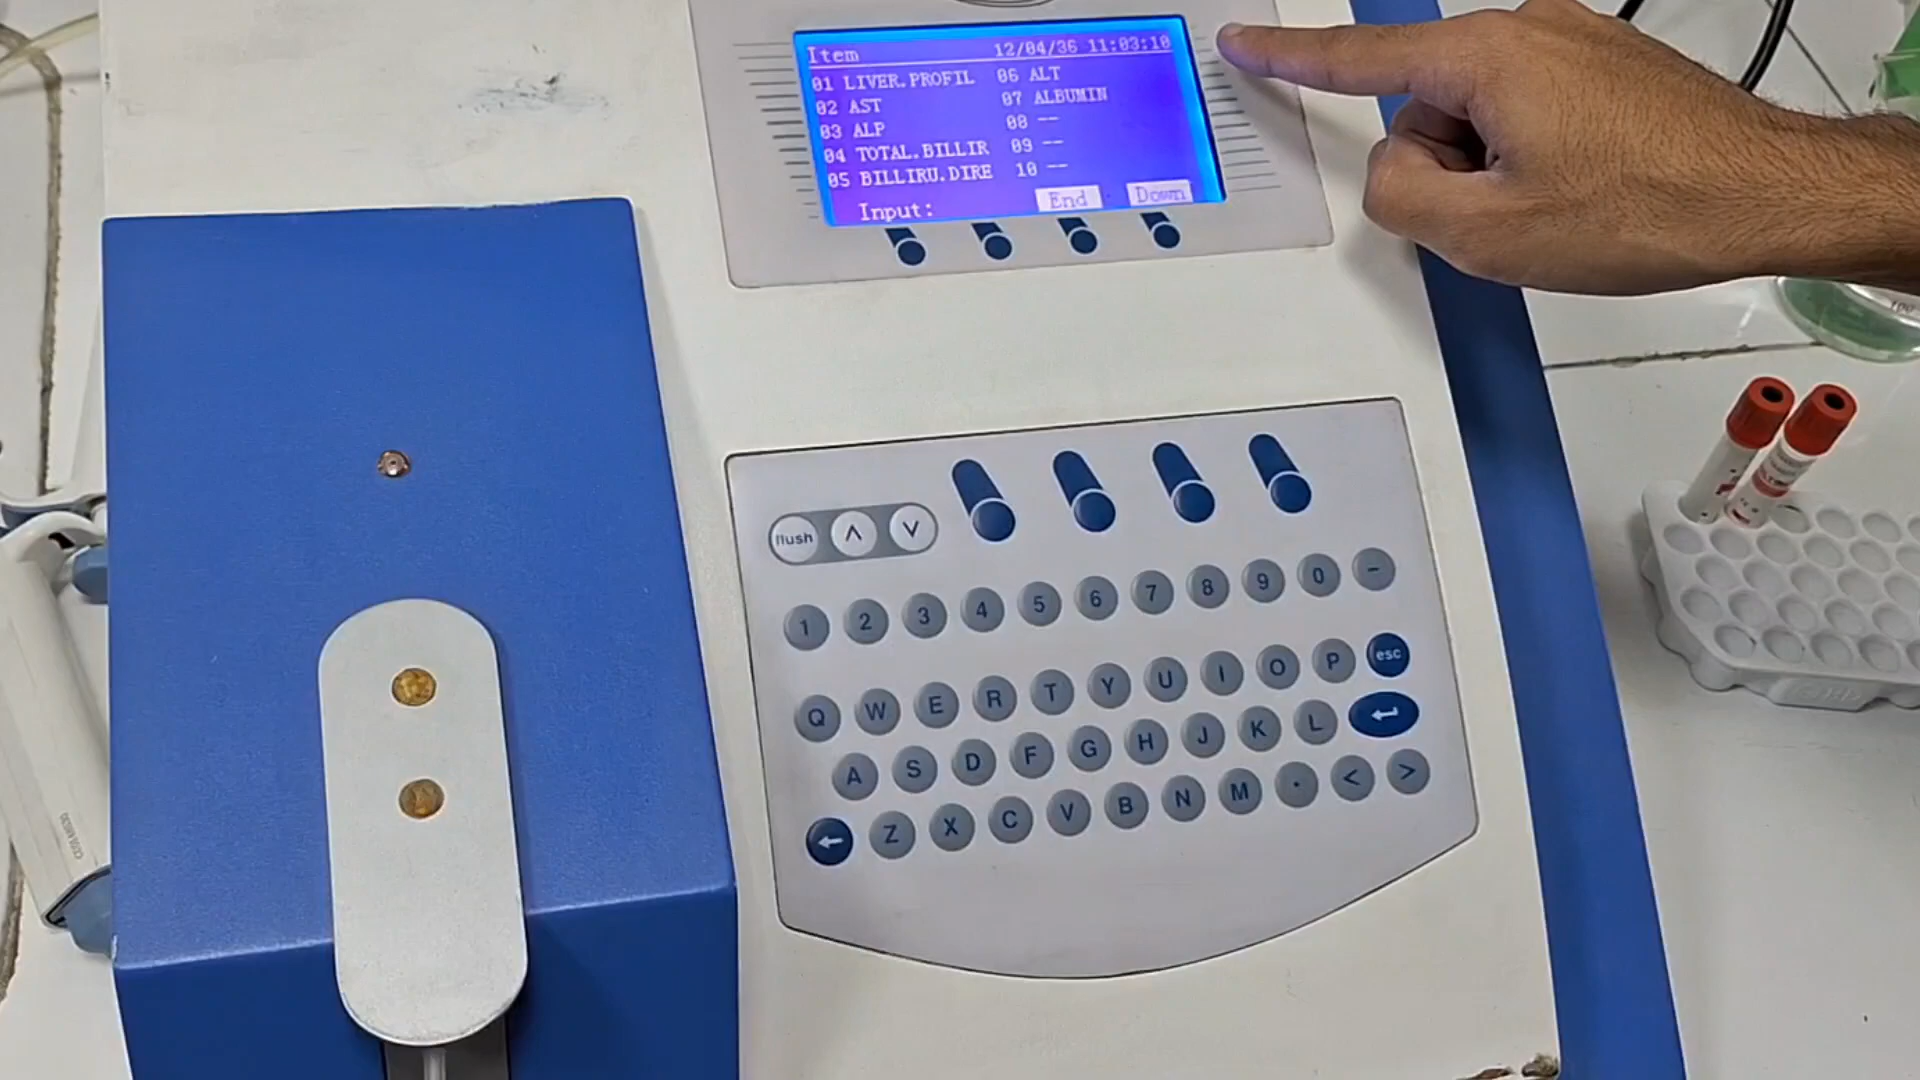 Item 12/04/36 11:03:10
01 LIVER.PROFIL 06 ALT
02 AST 07 ALBUMIN
03 ALP 08 --
04 TOTAL.BILLIR 09 --
05 BILLIRU.DIRE 10 --
Input: End Down
flush ∧ ∨
1 2 3 4 5 6 7 8 9 0 -
Q W E R T Y U I O P esc
A S D F G H J K L
Z X C V B N M . < >
100